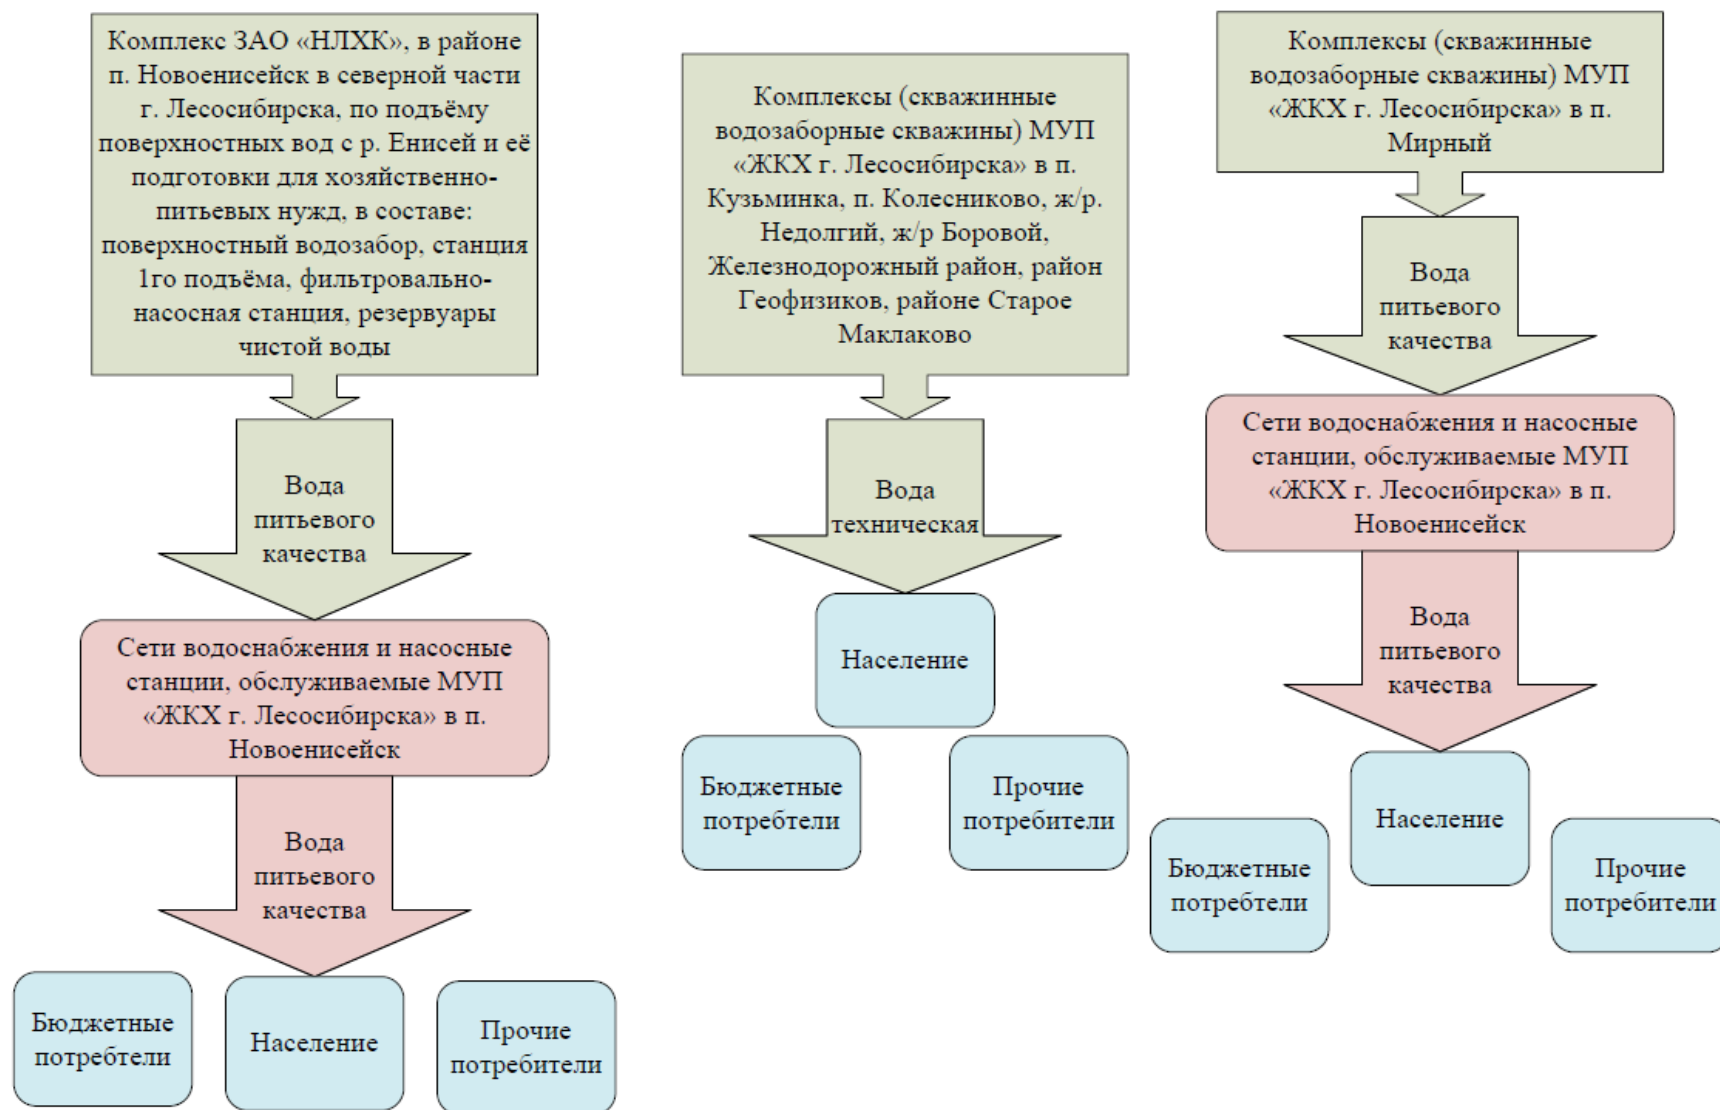 Комплекс ЗАО «НЛХК», в районе
п. Новоенисейск в северной части
г. Лесосибирска, по подъёму
поверхностных вод с р. Енисей и её
подготовки для хозяйственно-
питьевых нужд, в составе:
поверхностный водозабор, станция
1го подъёма, фильтровально-
насосная станция, резервуары
чистой воды
Вода
питьевого
качества
Сети водоснабжения и насосные
станции, обслуживаемые МУП
«ЖКХ г. Лесосибирска» в п.
Новоенисейск
Вода
питьевого
качества
Бюджетные
потребтели
Население
Прочие
потребители
Комплексы (скважинные
водозаборные скважины) МУП
«ЖКХ г. Лесосибирска» в п.
Кузьминка, п. Колесниково, ж/р.
Недолгий, ж/р Боровой,
Железнодорожный район, район
Геофизиков, районе Старое
Маклаково
Вода
техническая
Население
Бюджетные
потребтели
Прочие
потребители
Комплексы (скважинные
водозаборные скважины) МУП
«ЖКХ г. Лесосибирска» в п.
Мирный
Вода
питьевого
качества
Сети водоснабжения и насосные
станции, обслуживаемые МУП
«ЖКХ г. Лесосибирска» в п.
Новоенисейск
Вода
питьевого
качества
Население
Бюджетные
потребтели
Прочие
потребители